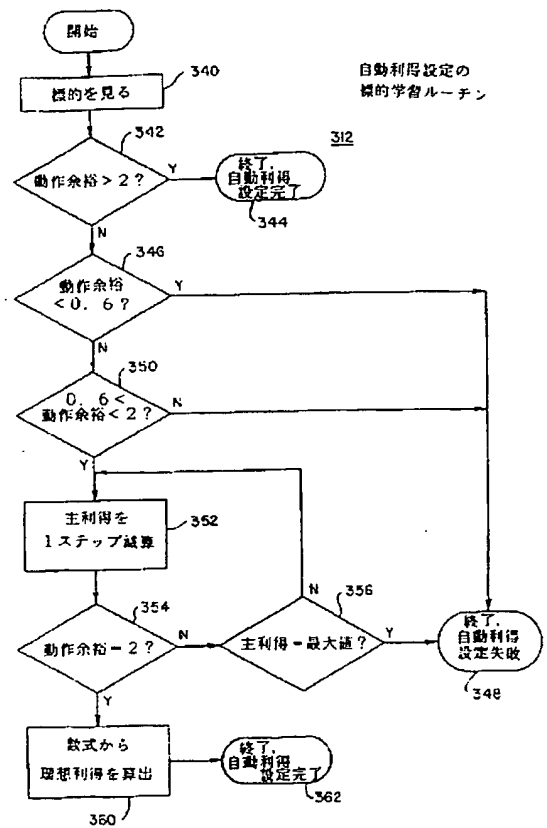 開始
340
標的を見る
自動利得設定の
標的学習ルーチン
342
312
動作余裕>2?
Y
終了,
自動利得
設定完了
344
N
346
動作余裕
<0.6?
Y
N
350
0.6<
動作余裕<2?
N
Y
主利得を
1ステップ減算
352
N
356
354
動作余裕=2?
N
主利得=最大値?
Y
終了,
自動利得
設定失敗
348
Y
数式から
理想利得を算出
360
終了,
自動利得
設定完了
362